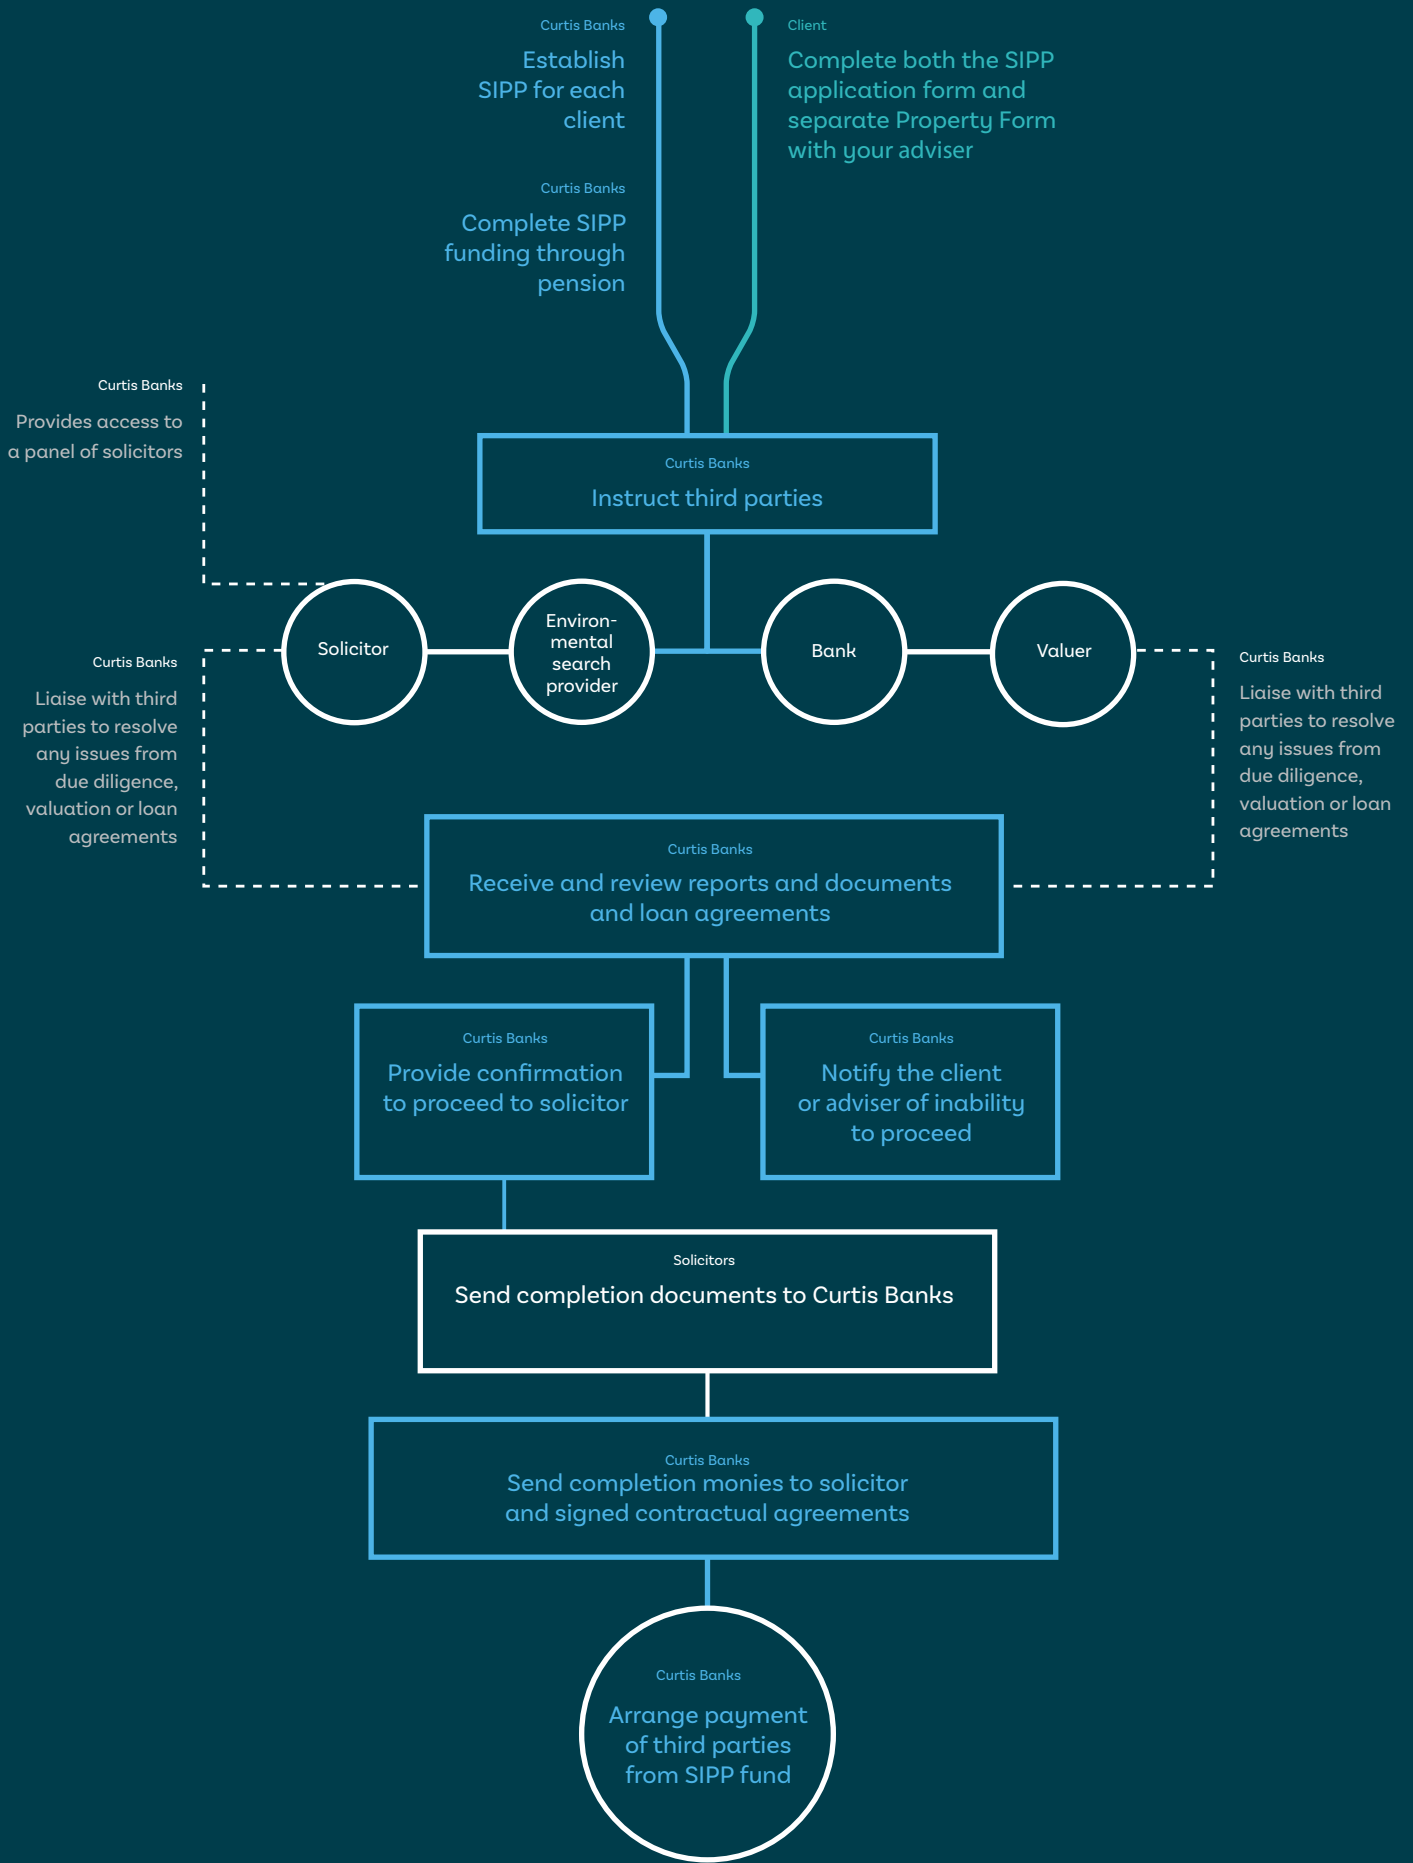 Curtis Banks
Establish
SIPP for each
client
Client
Complete both the SIPP
application form and
separate Property Form
with your adviser
Curtis Banks
Complete SIPP
funding through
pension
Curtis Banks
Provides access to
a panel of solicitors
Curtis Banks
Instruct third parties
Solicitor
Environ-
mental
search
provider
Bank
Valuer
Curtis Banks
Liaise with third
parties to resolve
any issues from
due diligence,
valuation or loan
agreements
Curtis Banks
Liaise with third
parties to resolve
any issues from
due diligence,
valuation or loan
agreements
Curtis Banks
Receive and review reports and documents
and loan agreements
Curtis Banks
Provide confirmation
to proceed to solicitor
Curtis Banks
Notify the client
or adviser of inability
to proceed
Solicitors
Send completion documents to Curtis Banks
Curtis Banks
Send completion monies to solicitor
and signed contractual agreements
Curtis Banks
Arrange payment
of third parties
from SIPP fund